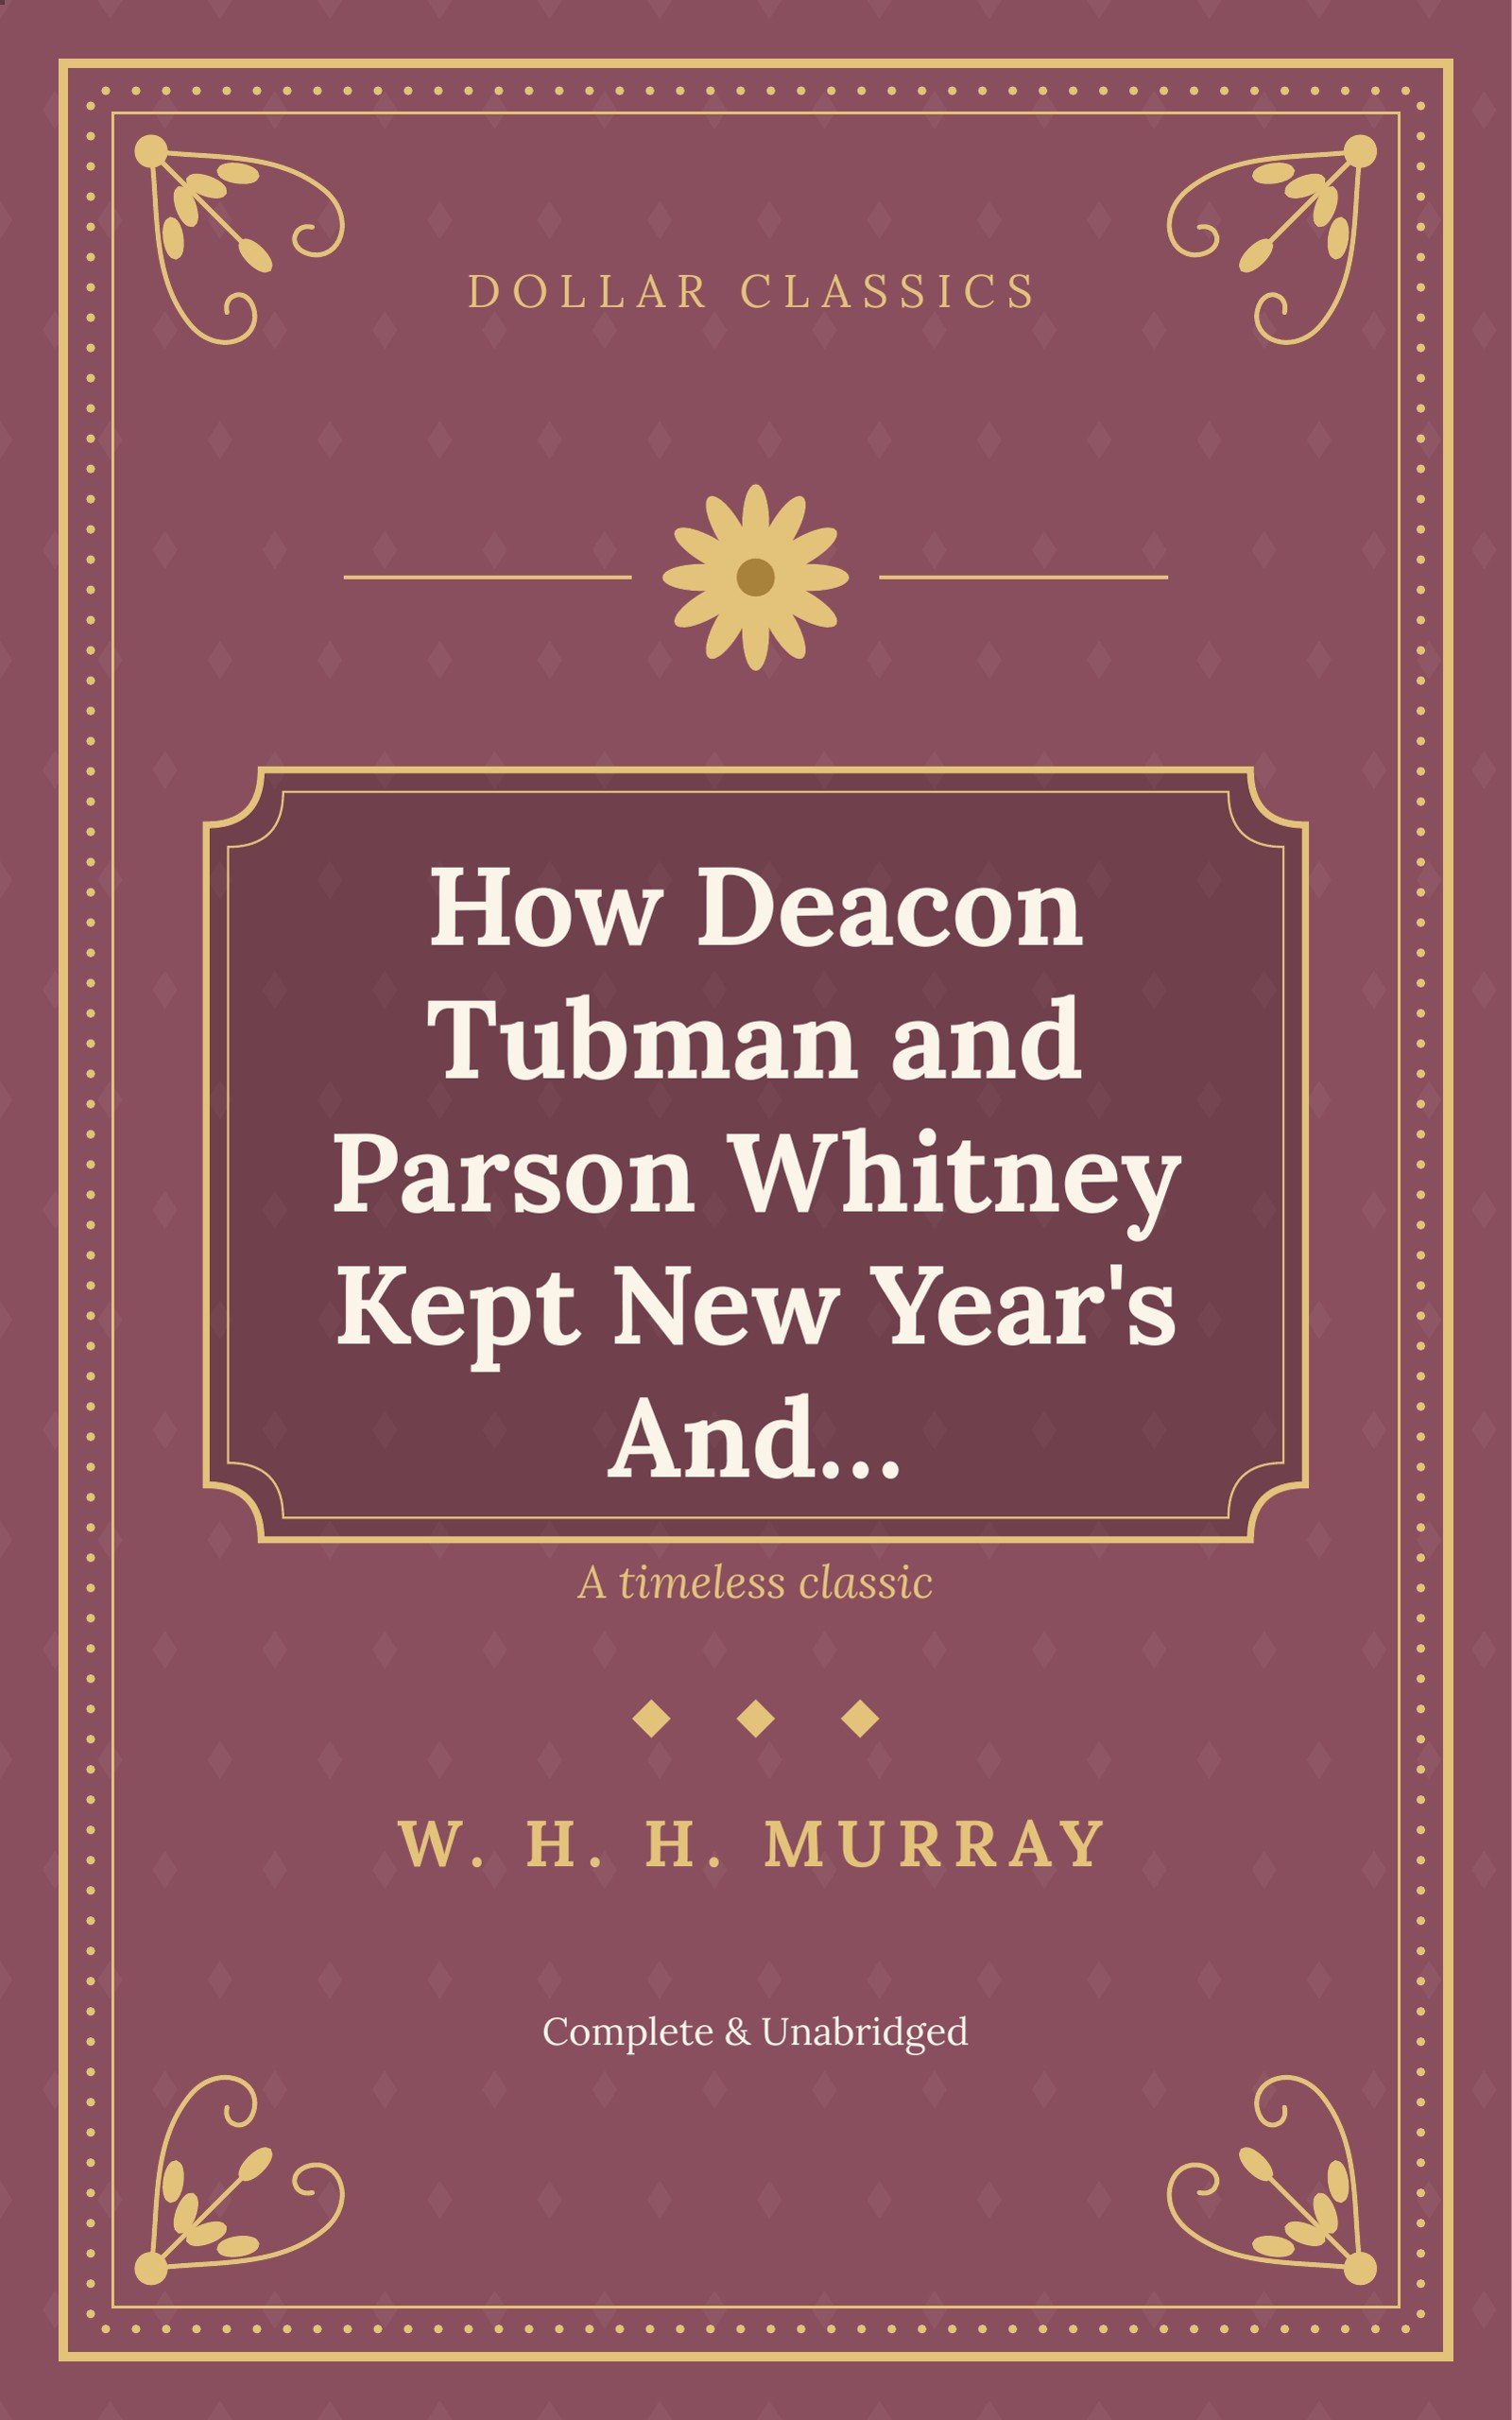 DOLLAR CLASSICS
How Deacon
Tubman and
Parson Whitney
Kept New Year's
And...
A timeless classic
W. H. H. MURRAY
Complete & Unabridged